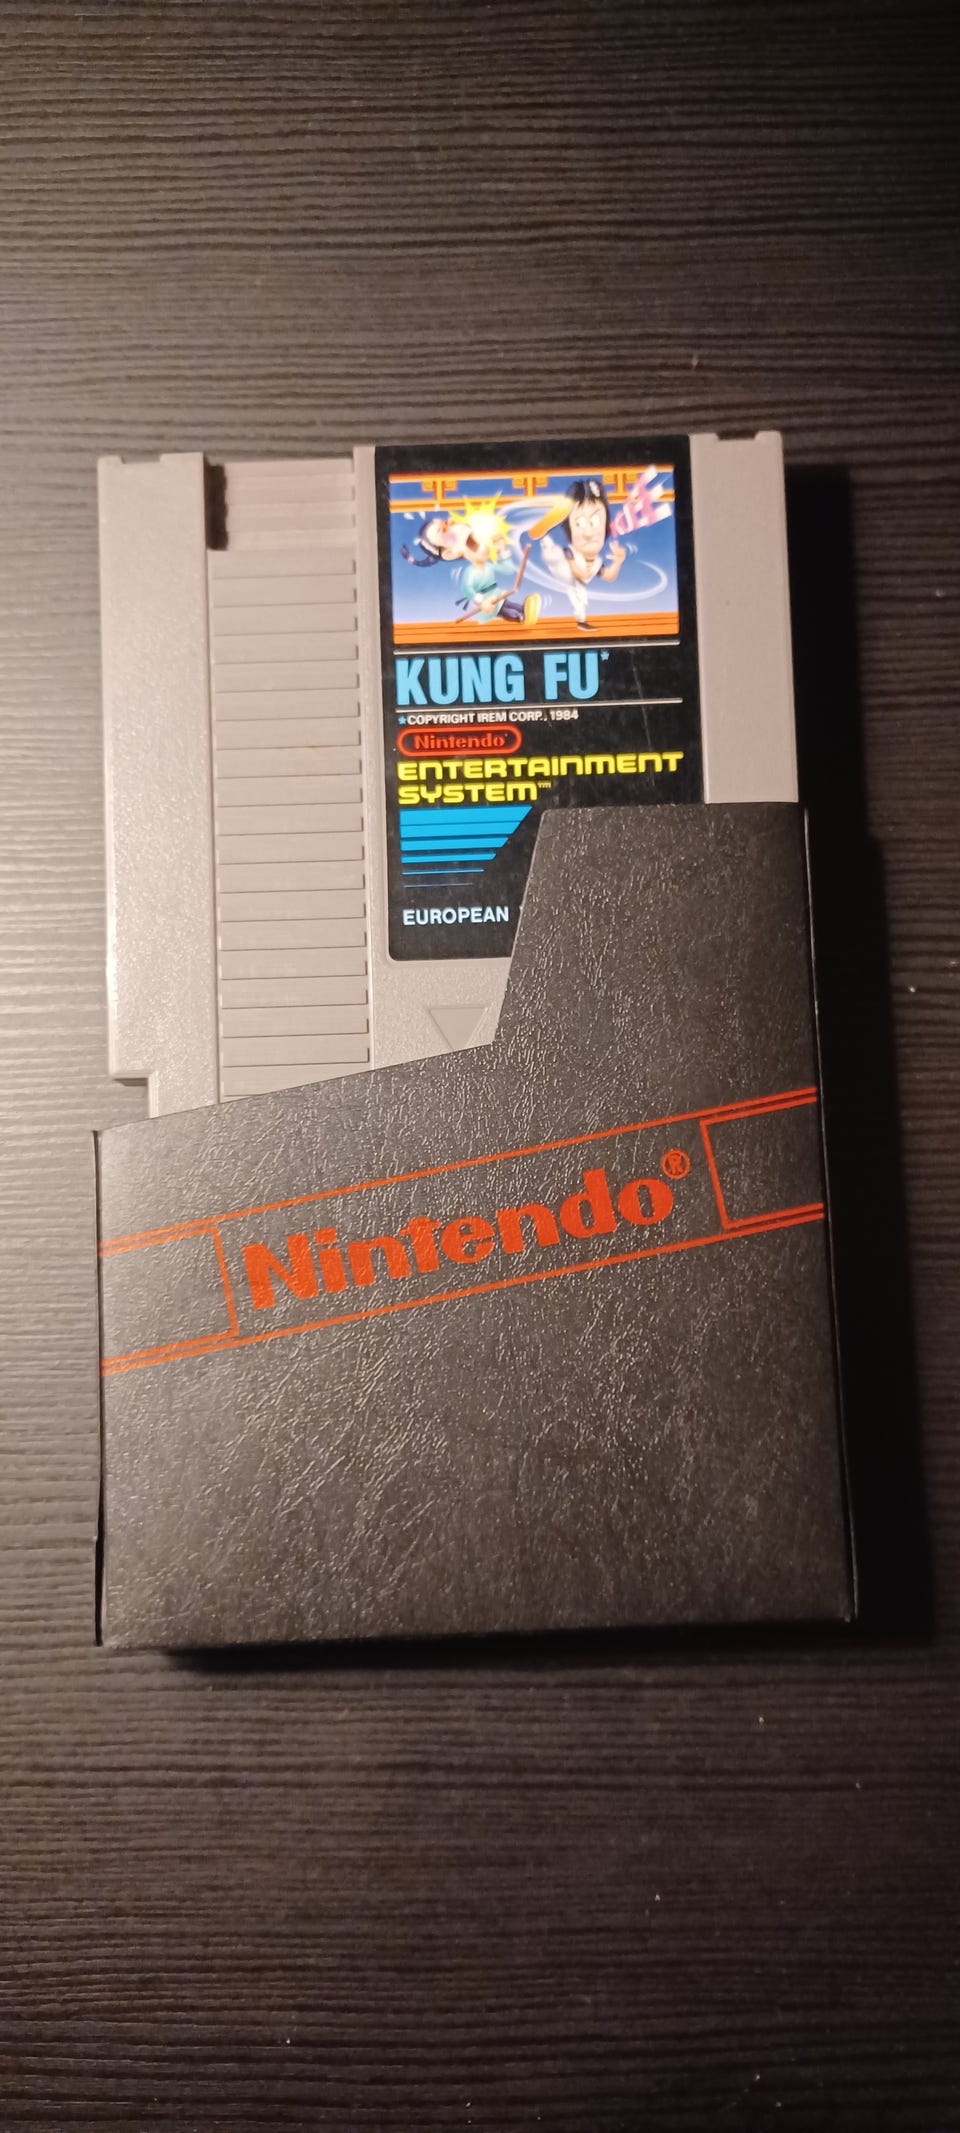 KUNG FU*
*COPYRIGHT IREM CORP., 1984
Nintendo®
ENTERTAINMENT
SYSTEM™
EUROPEAN
Nintendo®